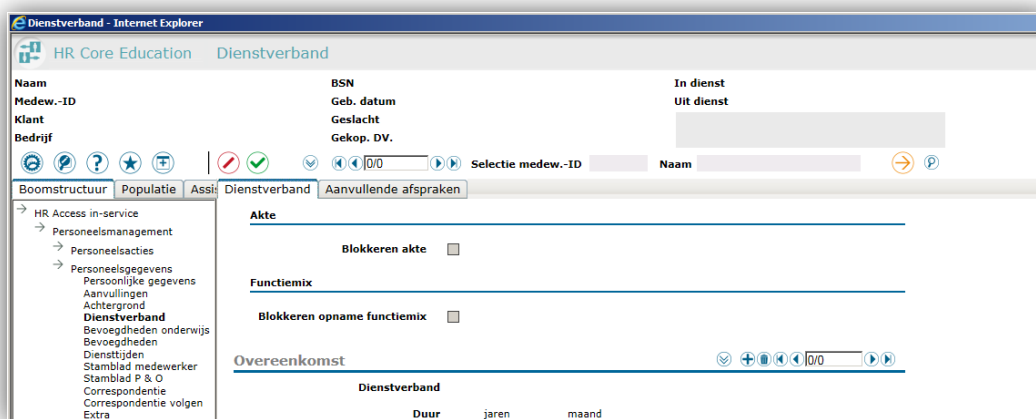 Dienstverband - Internet Explorer
HR Core Education Dienstverband
Naam BSN In dienst
Medew.-ID Geb. datum Uit dienst
Klant Geslacht
Bedrijf Gekop. DV.
0/0 Selectie medew.-ID Naam
Boomstructuur Populatie Assi Dienstverband Aanvullende afspraken
HR Access in-service
Personeelsmanagement
Personeelsacties
Personeelsgegevens
Persoonlijke gegevens
Aanvullingen
Achtergrond
Dienstverband
Bevoegdheden onderwijs
Bevoegdheden
Diensttijden
Stamblad medewerker
Stamblad P & O
Correspondentie
Correspondentie volgen
Extra
Akte
Blokkeren akte
Functiemix
Blokkeren opname functiemix
Overeenkomst 0/0
Dienstverband
Duur jaren maand